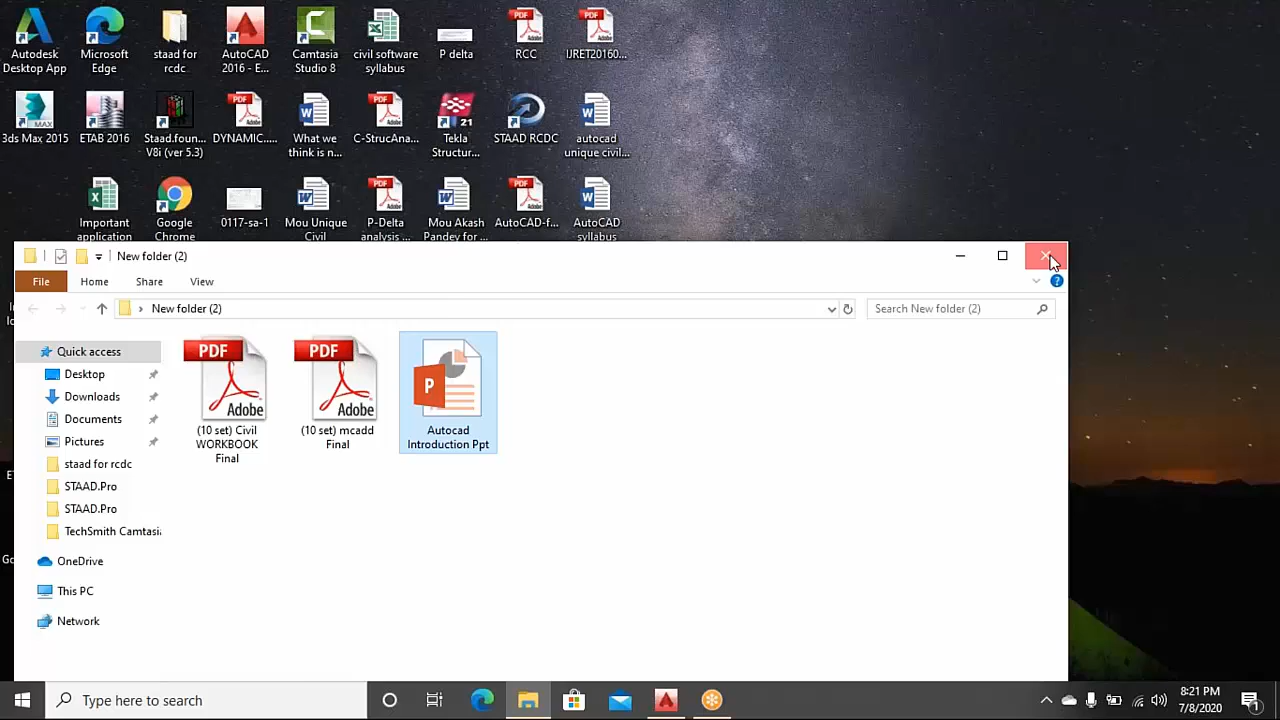 Autodesk
Desktop App
Microsoft
Edge
staad for
rcdc
AutoCAD
2016 - E...
Camtasia
Studio 8
civil software
syllabus
P delta
RCC
IJRET20160...
3ds Max 2015
ETAB 2016
Staad.foun...
V8i (ver 5.3)
DYNAMIC....
What we
think is n...
C-StrucAna...
Tekla
Structur...
STAAD RCDC
autocad
unique civil...
Important
application
Google
Chrome
0117-sa-1
Mou Unique
Civil
P-Delta
analysis ...
Mou Akash
Pandey for ...
AutoCAD-f...
AutoCAD
syllabus
New folder (2)
File
Home
Share
View
New folder (2)
Search New folder (2)
Quick access
Desktop
Downloads
Documents
Pictures
staad for rcdc
STAAD.Pro
STAAD.Pro
TechSmith Camtasi
OneDrive
This PC
Network
PDF
Adobe
(10 set) Civil
WORKBOOK
Final
PDF
Adobe
(10 set) mcadd
Final
P
Autocad
Introduction Ppt
Type here to search
8:21 PM
7/8/2020